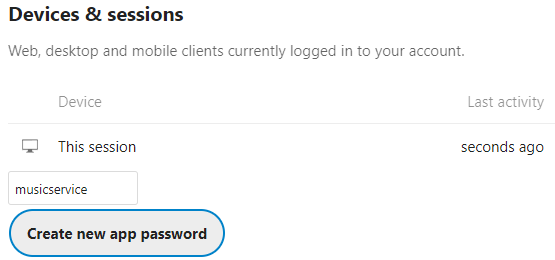 Devices & sessions
Web, desktop and mobile clients currently logged in to your account.
Device Last activity
This session seconds ago
musicservice
Create new app password